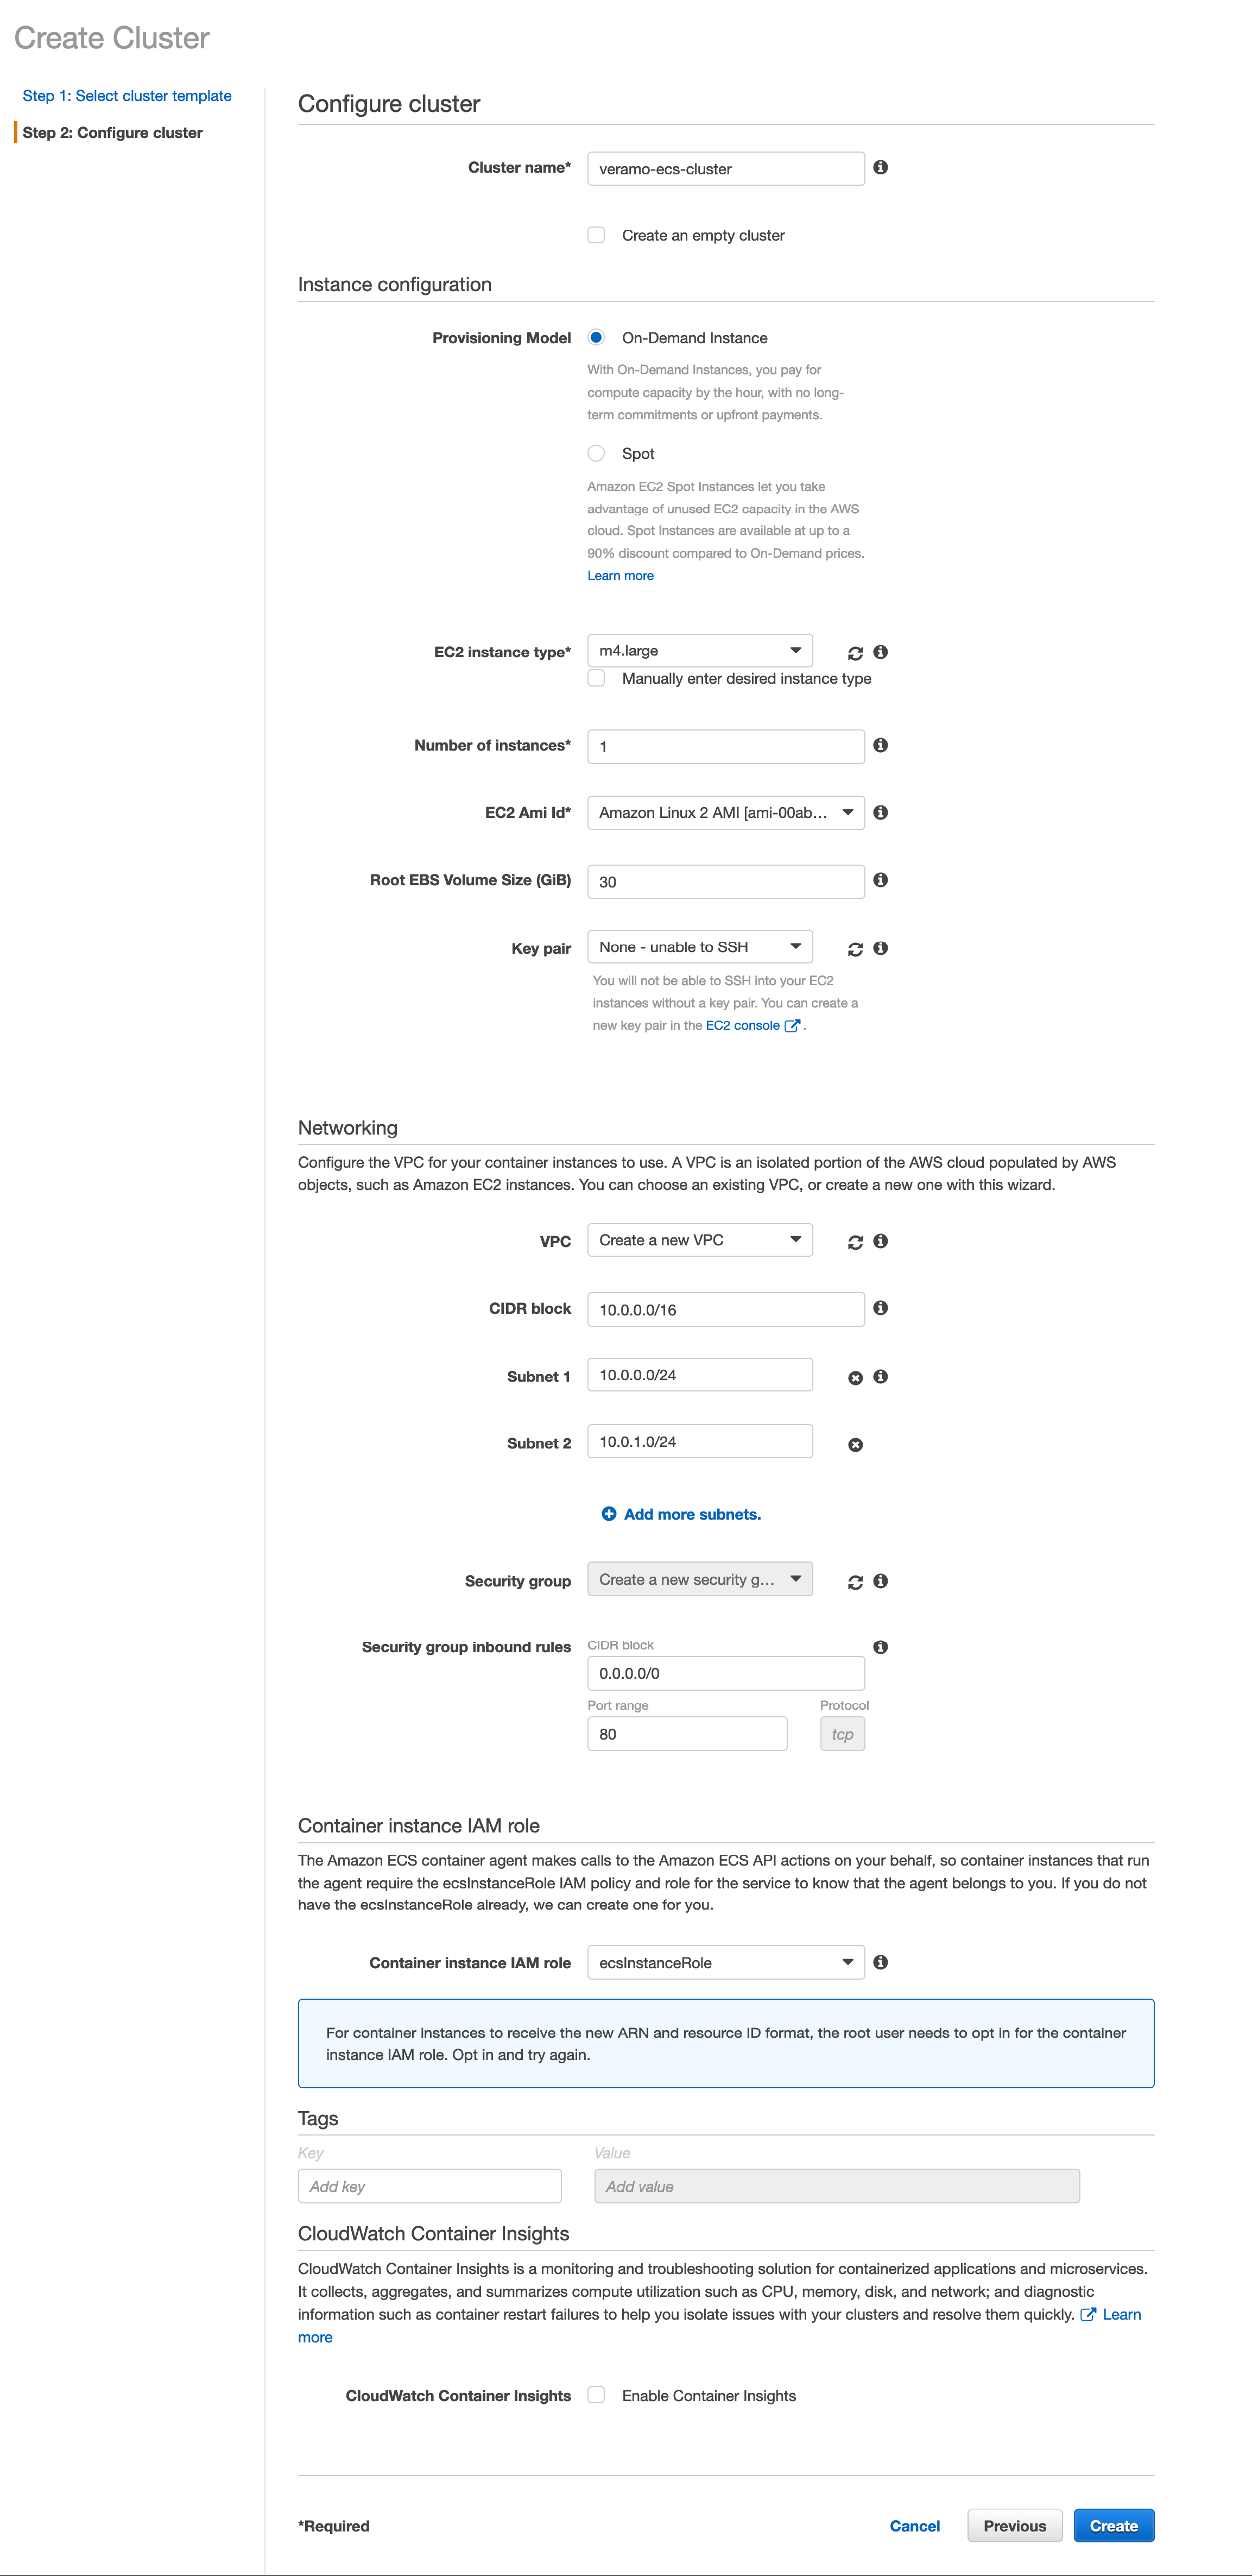 Create Cluster
Step 1: Select cluster template
Step 2: Configure cluster
Configure cluster
Cluster name* veramo-ecs-cluster
Create an empty cluster
Instance configuration
Provisioning Model On-Demand Instance
With On-Demand Instances, you pay for
compute capacity by the hour, with no long-
term commitments or upfront payments.
Spot
Amazon EC2 Spot Instances let you take
advantage of unused EC2 capacity in the AWS
cloud. Spot Instances are available at up to a
90% discount compared to On-Demand prices.
Learn more
EC2 instance type* m4.large
Manually enter desired instance type
Number of instances* 1
EC2 Ami Id* Amazon Linux 2 AMI [ami-00ab...
Root EBS Volume Size (GiB) 30
Key pair None - unable to SSH
You will not be able to SSH into your EC2
instances without a key pair. You can create a
new key pair in the EC2 console .
Networking
Configure the VPC for your container instances to use. A VPC is an isolated portion of the AWS cloud populated by AWS
objects, such as Amazon EC2 instances. You can choose an existing VPC, or create a new one with this wizard.
VPC Create a new VPC
CIDR block 10.0.0.0/16
Subnet 1 10.0.0.0/24
Subnet 2 10.0.1.0/24
Add more subnets.
Security group Create a new security g...
Security group inbound rules CIDR block
0.0.0.0/0
Port range Protocol
80 tcp
Container instance IAM role
The Amazon ECS container agent makes calls to the Amazon ECS API actions on your behalf, so container instances that run
the agent require the ecsInstanceRole IAM policy and role for the service to know that the agent belongs to you. If you do not
have the ecsInstanceRole already, we can create one for you.
Container instance IAM role ecsInstanceRole
For container instances to receive the new ARN and resource ID format, the root user needs to opt in for the container
instance IAM role. Opt in and try again.
Tags
Key Value
Add key Add value
CloudWatch Container Insights
CloudWatch Container Insights is a monitoring and troubleshooting solution for containerized applications and microservices.
It collects, aggregates, and summarizes compute utilization such as CPU, memory, disk, and network; and diagnostic
information such as container restart failures to help you isolate issues with your clusters and resolve them quickly. Learn
more
CloudWatch Container Insights Enable Container Insights
*Required Cancel Previous Create